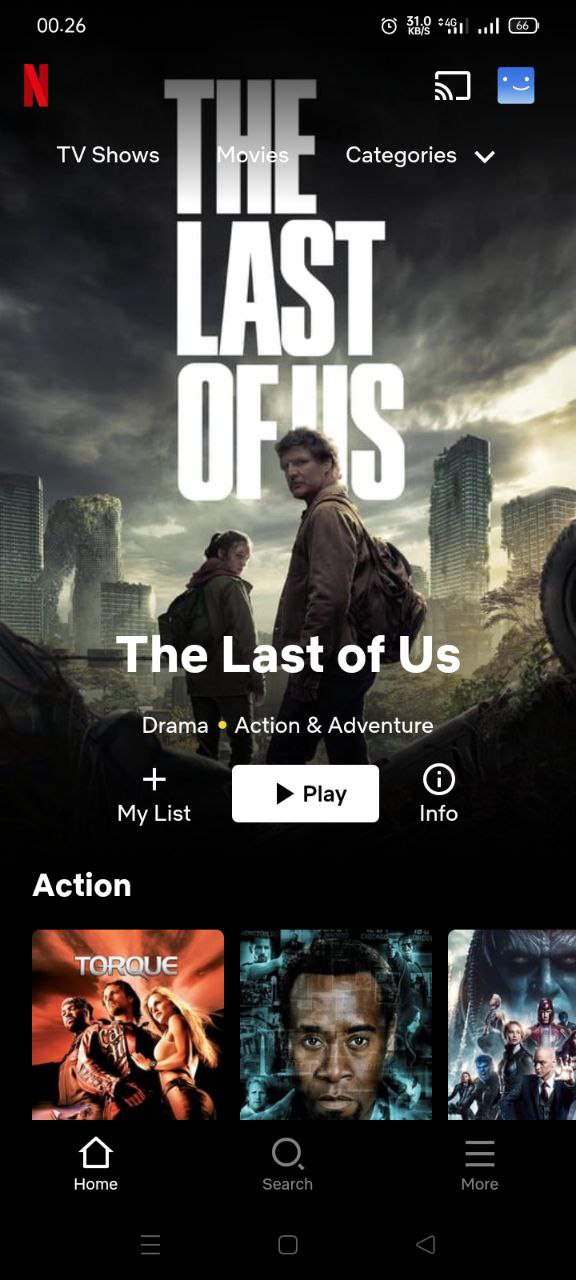 00.26
31.0
KB/S
4G
66
N
TV Shows
Movies
Categories
THE
LAST
OF US
The Last of Us
Drama • Action & Adventure
My List
Play
Info
Action
TORQUE
Home
Search
More